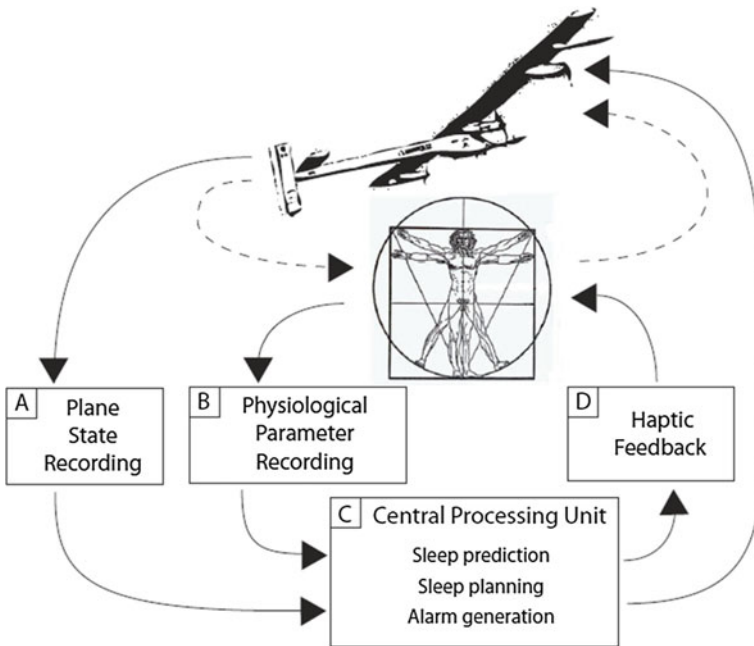 A
Plane
State
Recording
B
Physiological
Parameter
Recording
D
Haptic
Feedback
C
Central Processing Unit
Sleep prediction
Sleep planning
Alarm generation